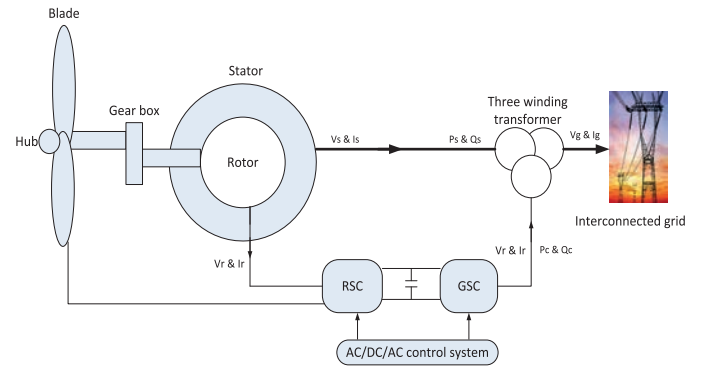 Blade
Stator
Gear box
Three winding
transformer
Hub
Rotor
Vs & Is
Ps & Qs
Vg & Ig
Interconnected grid
Vr & Ir
Vr & Ir
Pc & Qc
RSC
GSC
AC/DC/AC control system